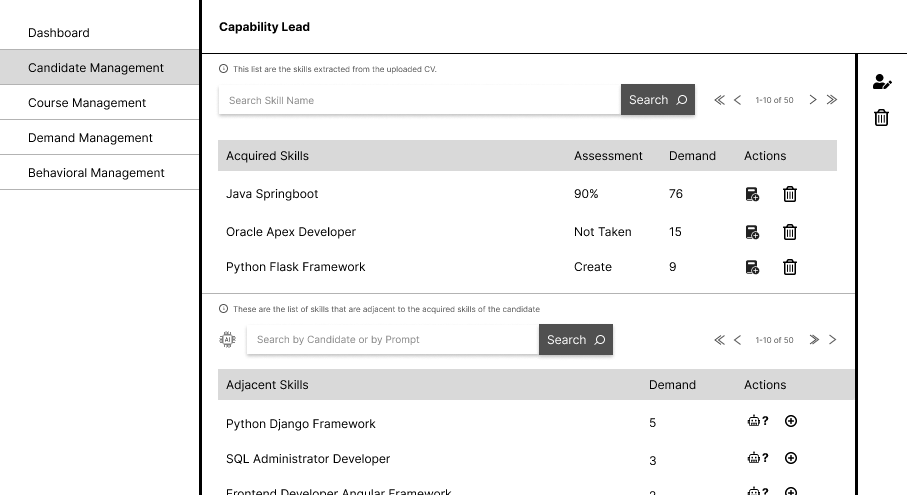 Capability Lead
Dashboard
Candidate Management
Course Management
Demand Management
Behavioral Management
This list are the skills extracted from the uploaded CV.
Search Skill Name
Search
1-10 of 50
Acquired Skills Assessment Demand Actions
Java Springboot 90% 76
Oracle Apex Developer Not Taken 15
Python Flask Framework Create 9
These are the list of skills that are adjacent to the acquired skills of the candidate
AI
Search by Candidate or by Prompt
Search
1-10 of 50
Adjacent Skills Demand Actions
Python Django Framework 5 ?
SQL Administrator Developer 3 ?
Frontend Developer Angular Framework 2 ?